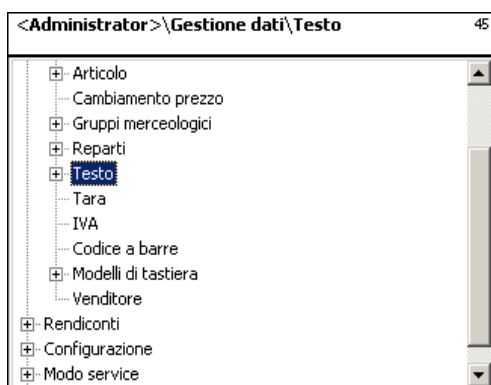 <Administrator>\Gestione dati\Testo 45
Articolo
Cambiamento prezzo
Gruppi merceologici
Reparti
Testo
Tara
IVA
Codice a barre
Modelli di tastiera
Venditore
Rendiconti
Configurazione
Modo service